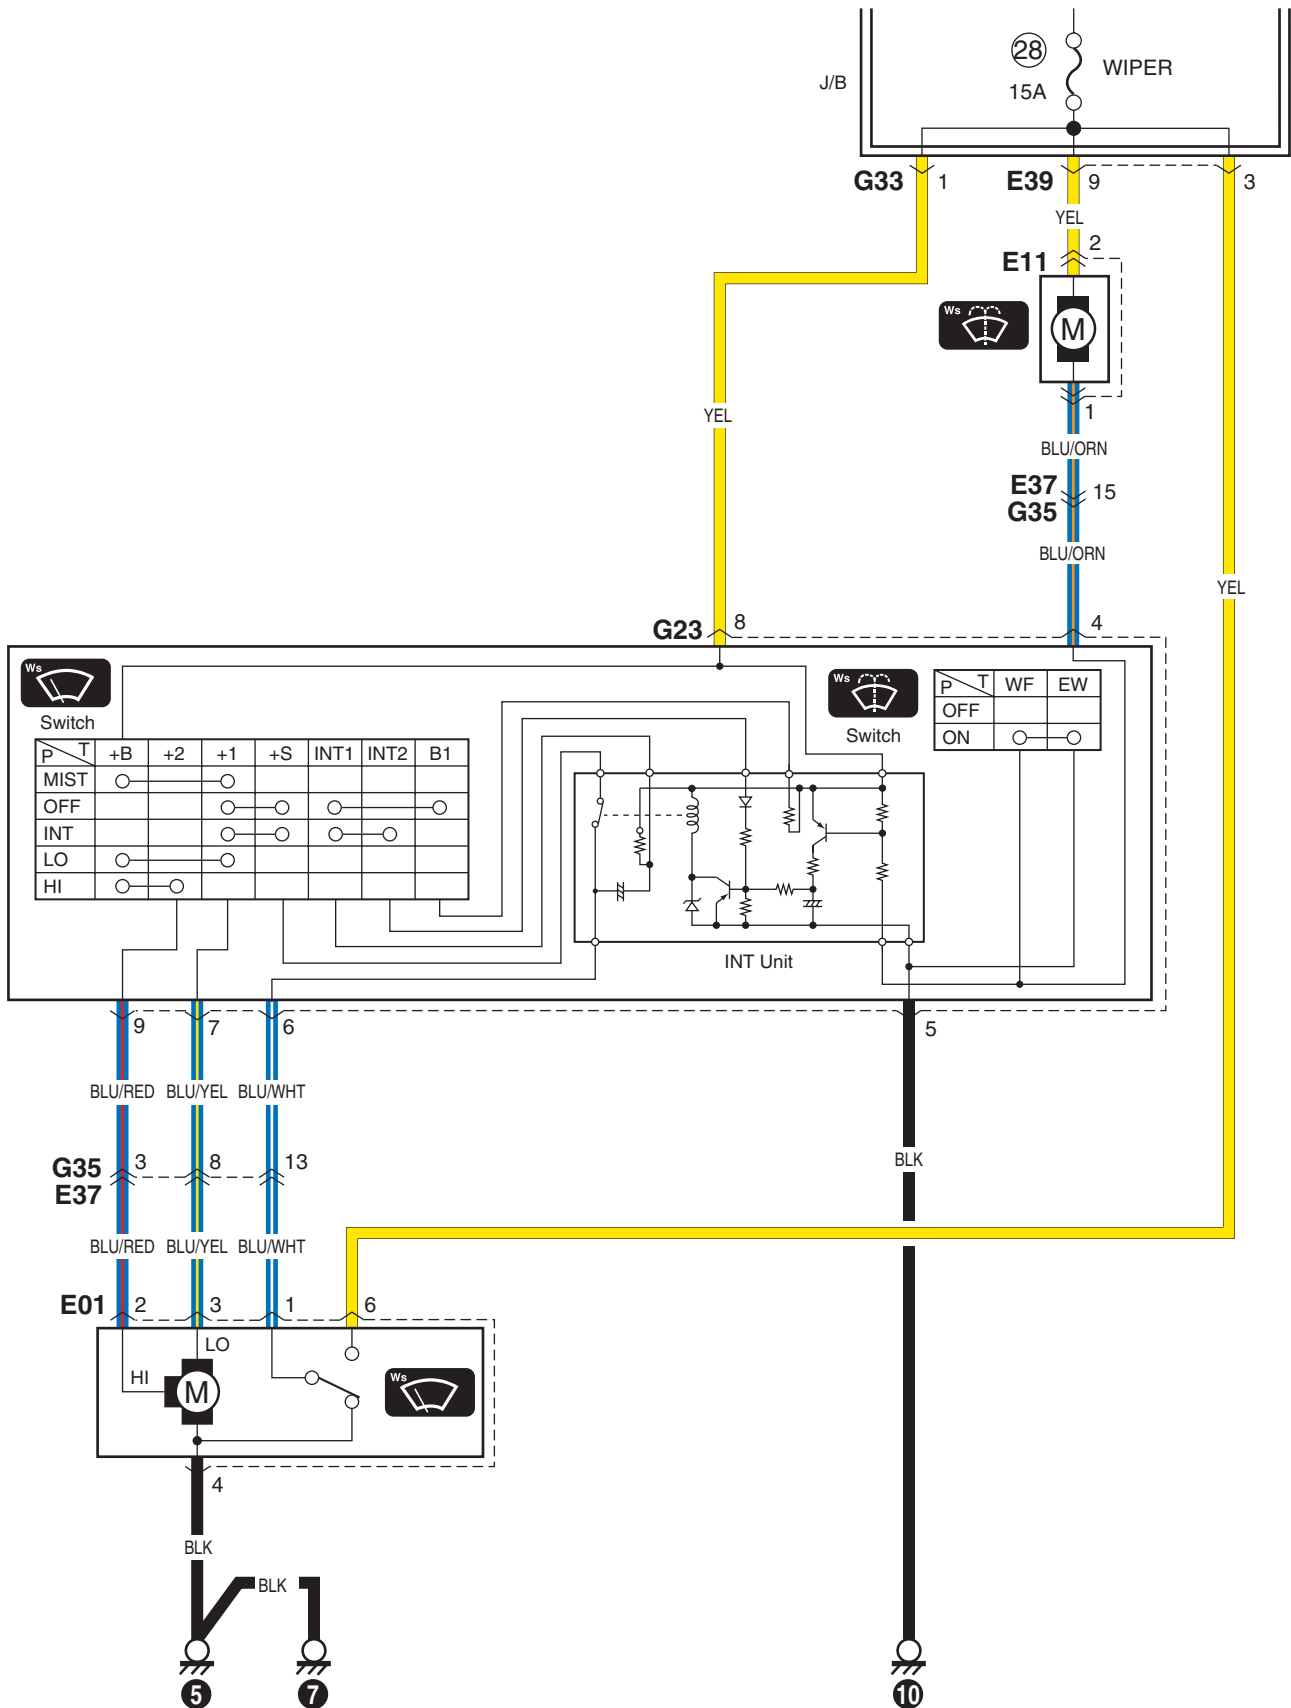 28
15A
WIPER
J/B
G33 1
E39 9
3
YEL
2
E11
Ws
M
1
YEL
BLU/ORN
E37 15
G35
BLU/ORN
YEL
G23 8
4
Ws
Switch
Ws
Switch
P T WF EW
OFF
ON
P T +B +2 +1 +S INT1 INT2 B1
MIST
OFF
INT
LO
HI
INT Unit
9 7 6 5
BLU/RED BLU/YEL BLU/WHT
BLK
G35 3 8 13
E37
BLU/RED BLU/YEL BLU/WHT
E01 2 3 1 6
LO
HI
M
Ws
4
BLK
BLK
5 7 10